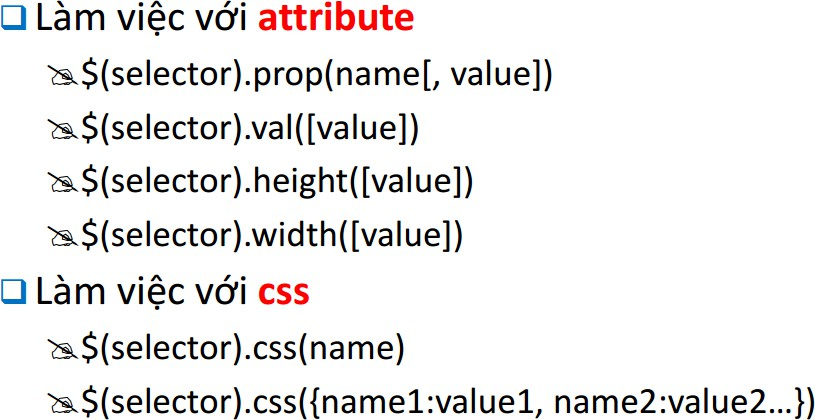 Làm việc với attribute
$(selector).prop(name[, value])
$(selector).val([value])
$(selector).height([value])
$(selector).width([value])
Làm việc với css
$(selector).css(name)
$(selector).css({name1:value1, name2:value2…})